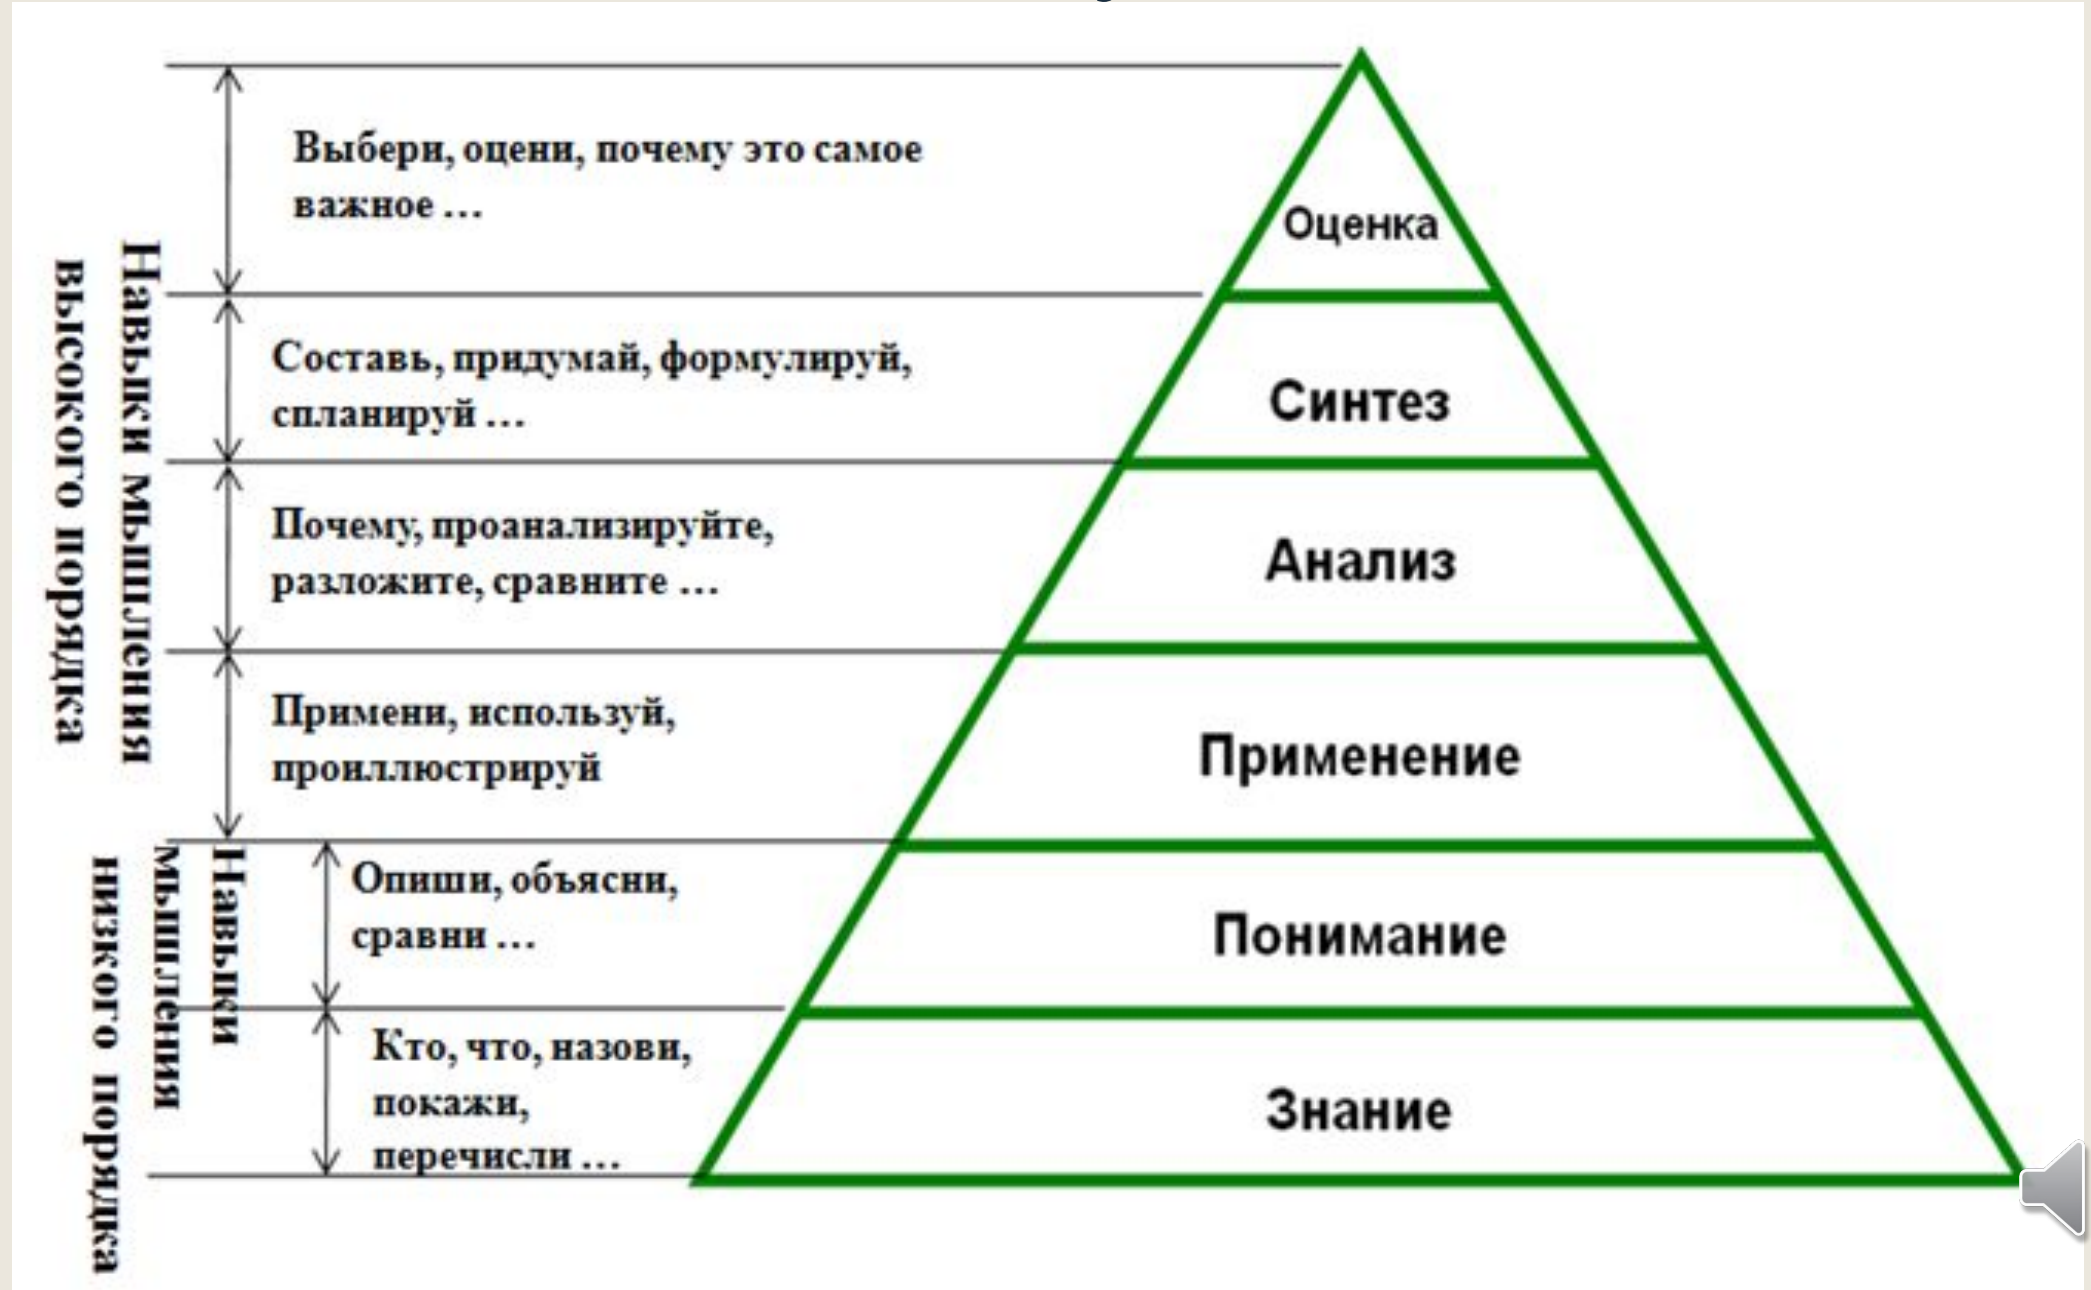 Выбери, оцени, почему это самое
важное ...
Оценка
Составь, придумай, формулируй,
спланируй ...
Синтез
Почему, проанализируйте,
разложите, сравните ...
Анализ
Примени, используй,
проиллюстрируй
Применение
Навыки мышления
высокого порядка
Опиши, объясни,
сравни ...
Понимание
Кто, что, назови,
покажи,
перечисли ...
Знание
Навыки
мышления
низкого порядка